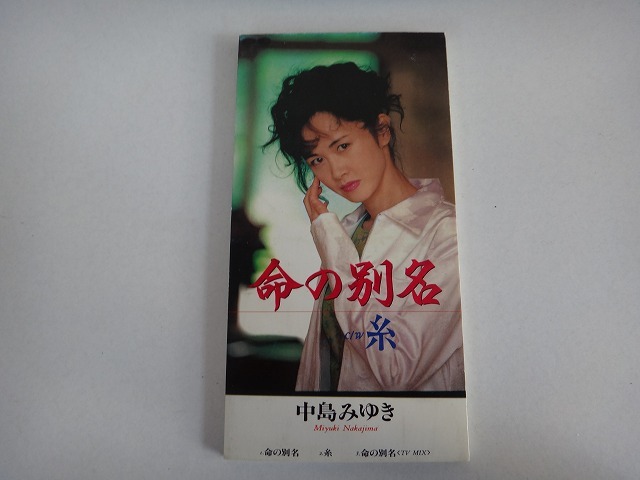 命の別名
c/w 糸
中島みゆき
Miyuki Nakajima
1.命の別名 2.糸 3.命の別名〈TV MIX〉